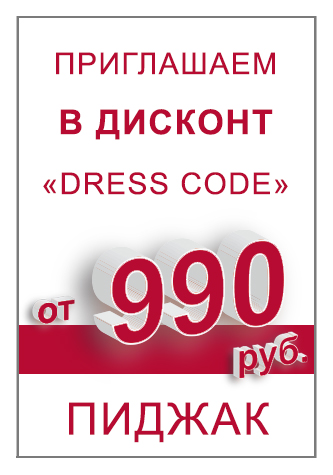 ПРИГЛАШАЕМ
В ДИСКОНТ
«DRESS CODE»
от 990
руб.
ПИДЖАК